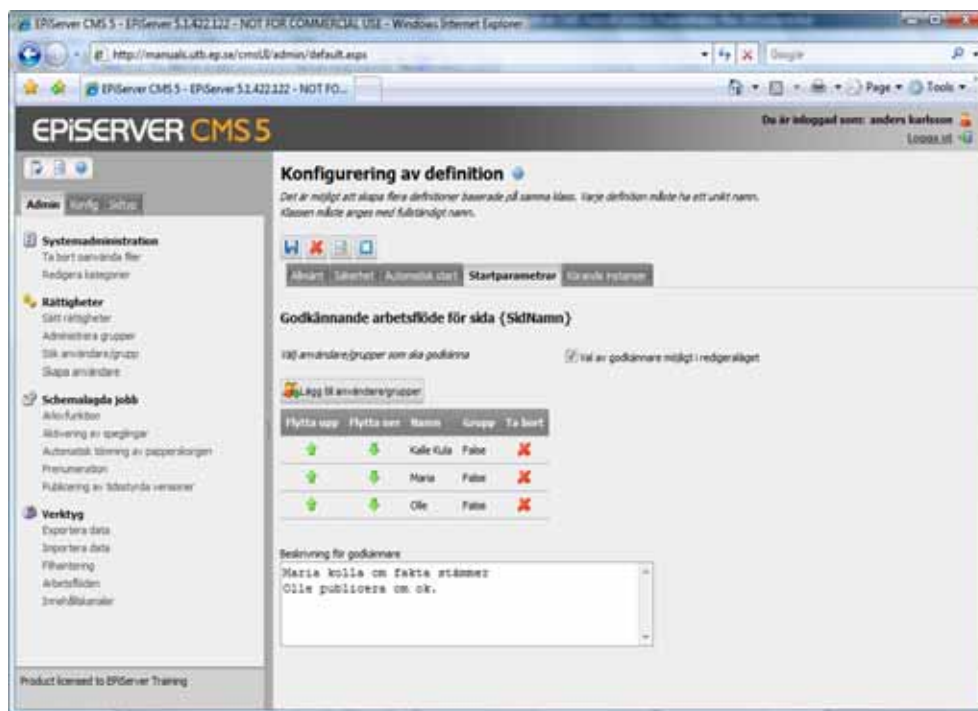 EPiServer CMS 5 - EPiServer 5.1.422.122 - NOT FOR COMMERCIAL USE - Windows Internet Explorer
http://manuals.utb.ep.se/cmsUI/admin/default.aspx
Google
EPiServer CMS 5 - EPiServer 5.1.422.122 - NOT FO...
Page
Tools
EPiSERVER CMS 5
Du är inloggad som: anders karlsson
Logga ut
Admin Konfig Setup
Systemadministration
Ta bort oanvända filer
Redigera kategorier
Rättigheter
Sätt rättigheter
Administrera grupper
Sök användare/grupp
Skapa användare
Schemalagda jobb
Arkivfunktion
Aktivering av speglingar
Automatisk tömning av papperskorgen
Prenumeration
Publicering av tidsstyrda versioner
Verktyg
Exportera data
Importera data
Filhantering
Arbetsflöden
Innehållskanaler
Product licensed to EPiServer Training
Konfigurering av definition
Det är möjligt att skapa flera definitioner baserade på samma klass. Varje definition måste ha ett unikt namn.
Klassen måste anges med fullständigt namn.
Allmänt Säkerhet Automatisk start Startparametrar Körande instanser
Godkännande arbetsflöde för sida {SidNamn}
Välj användare/grupper som ska godkänna
Val av godkännare möjligt i redigeraläget
Lägg till användare/grupper
Flytta upp Flytta ner Namn Grupp Ta bort
Kalle Kula False
Maria False
Olle False
Beskrivning för godkännare
Maria kolla om fakta stämmer
Olle publicera om ok.